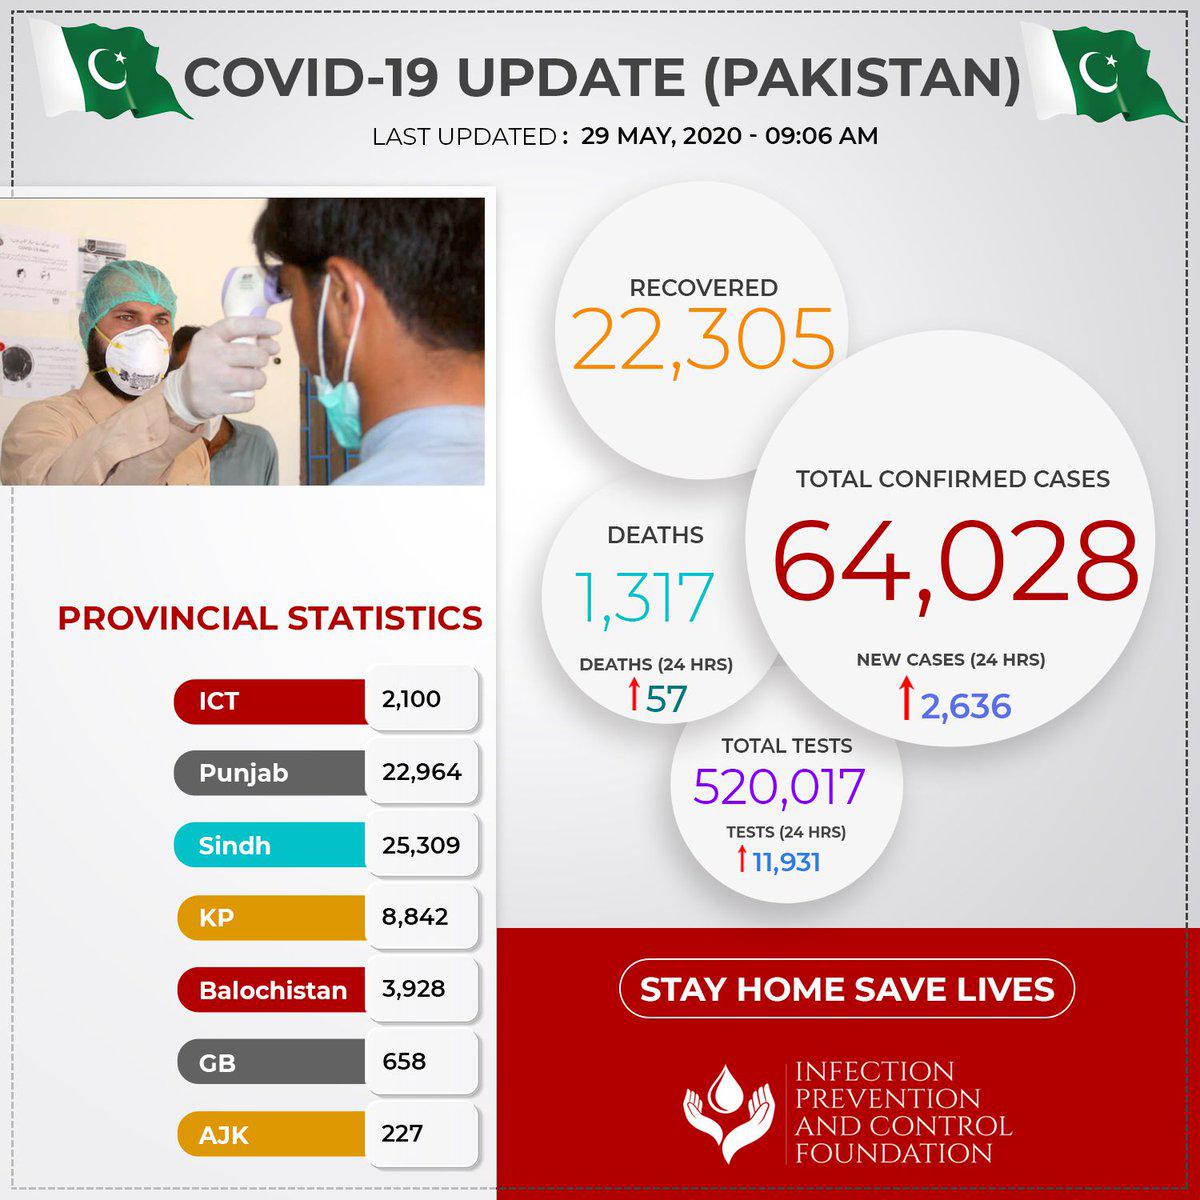 COVID-19 UPDATE (PAKISTAN)
LAST UPDATED : 29 MAY, 2020 - 09:06 AM
RECOVERED
22,305
TOTAL CONFIRMED CASES
64,028
NEW CASES (24 HRS)
2,636
DEATHS
1,317
DEATHS (24 HRS)
57
TOTAL TESTS
520,017
TESTS (24 HRS)
11,931
PROVINCIAL STATISTICS
ICT 2,100
Punjab 22,964
Sindh 25,309
KP 8,842
Balochistan 3,928
GB 658
AJK 227
STAY HOME SAVE LIVES
INFECTION
PREVENTION
AND CONTROL
FOUNDATION